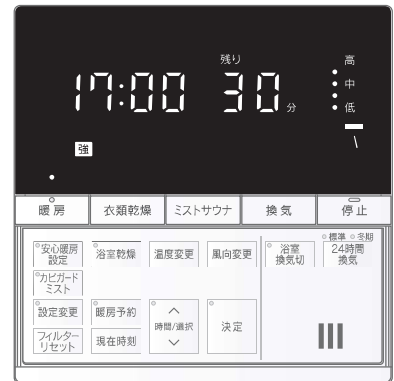 残り
高
17:00 30分
中
低
強
暖房 衣類乾燥 ミストサウナ 換気 停止
標準 冬期
安心暖房
設定
浴室乾燥 温度変更 風向変更
浴室
換気切
24時間
換気
カビガード
ミスト
設定変更 暖房予約
時間/選択
決定
フィルター
リセット
現在時刻